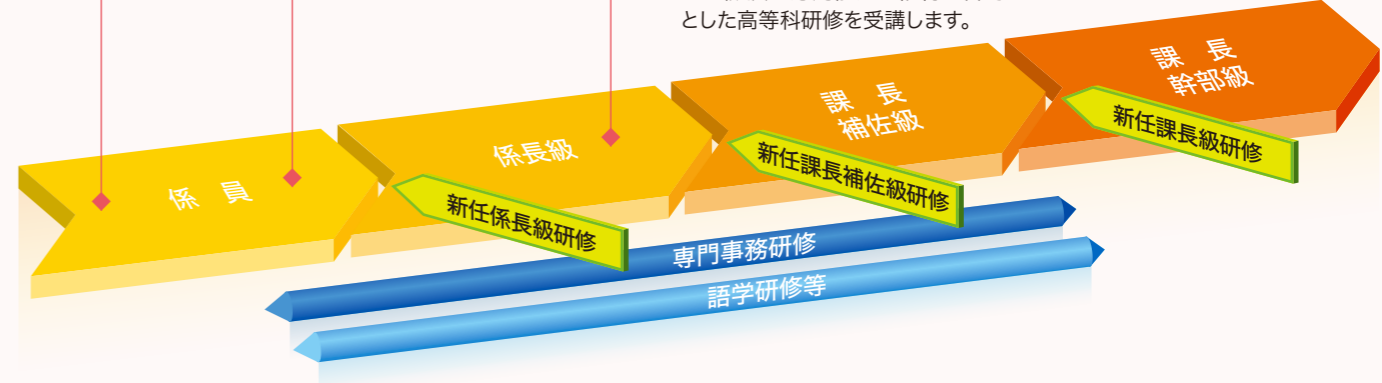 とした高等科研修を受講します。
係 員
新任係長級研修
係長級
新任課長補佐級研修
課 長
補佐級
新任課長級研修
課 長
幹部級
専門事務研修
語学研修等